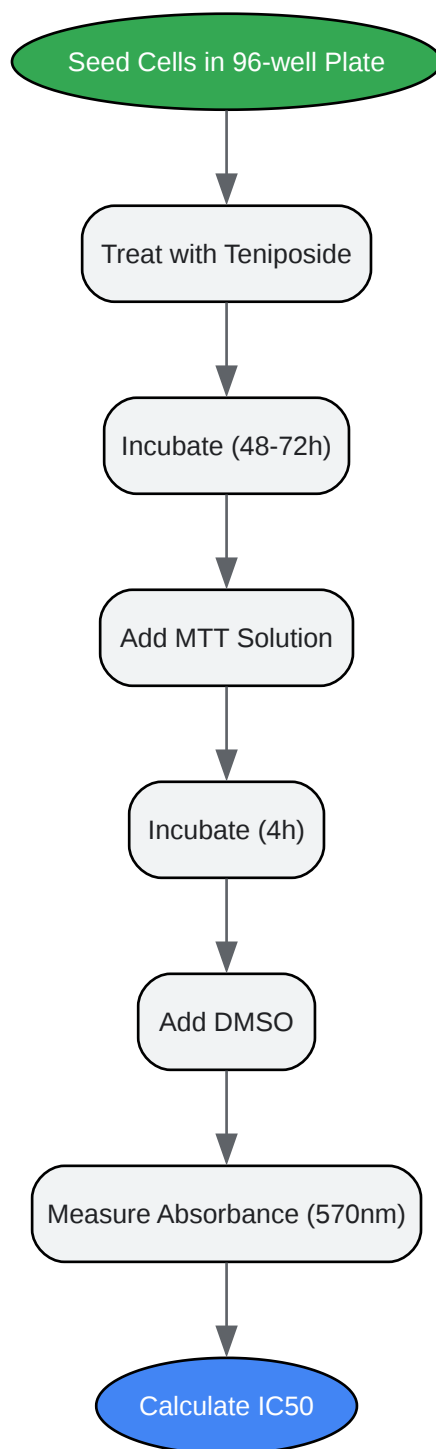 Seed Cells in 96-well Plate
Treat with Teniposide
Incubate (48-72h)
Add MTT Solution
Incubate (4h)
Add DMSO
Measure Absorbance (570nm)
Calculate IC50